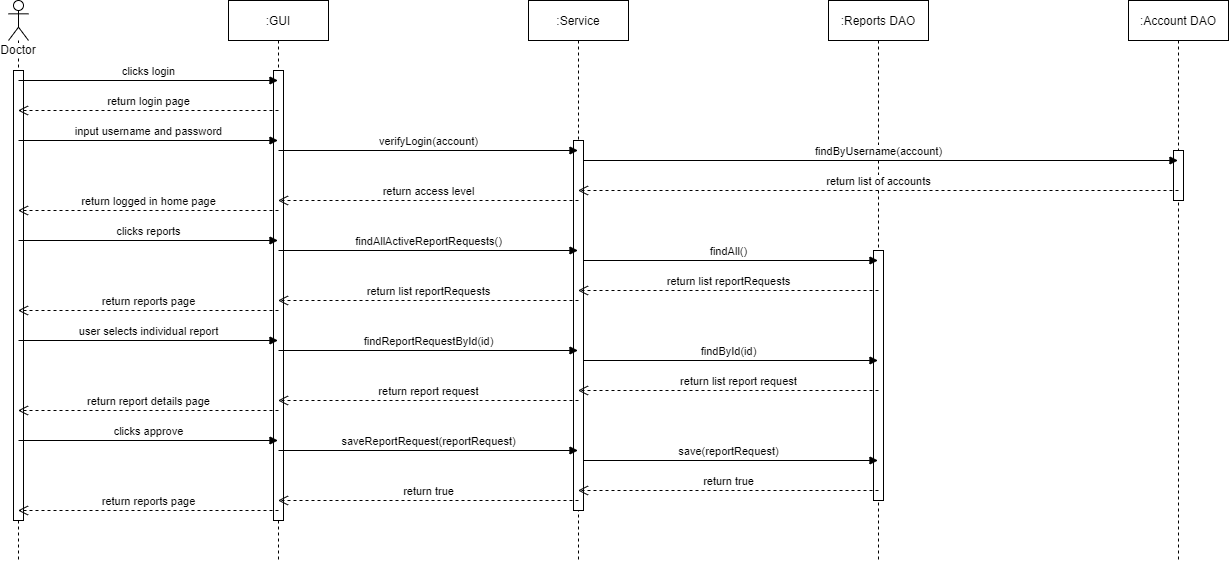 :GUI
:Service
:Reports DAO
:Account DAO
Doctor
clicks login
return login page
input username and password
verifyLogin(account)
findByUsername(account)
return list of accounts
return access level
return logged in home page
clicks reports
findAllActiveReportRequests()
findAll()
return list reportRequests
return list reportRequests
return reports page
user selects individual report
findReportRequestById(id)
findById(id)
return list report request
return report request
return report details page
clicks approve
saveReportRequest(reportRequest)
save(reportRequest)
return true
return true
return reports page